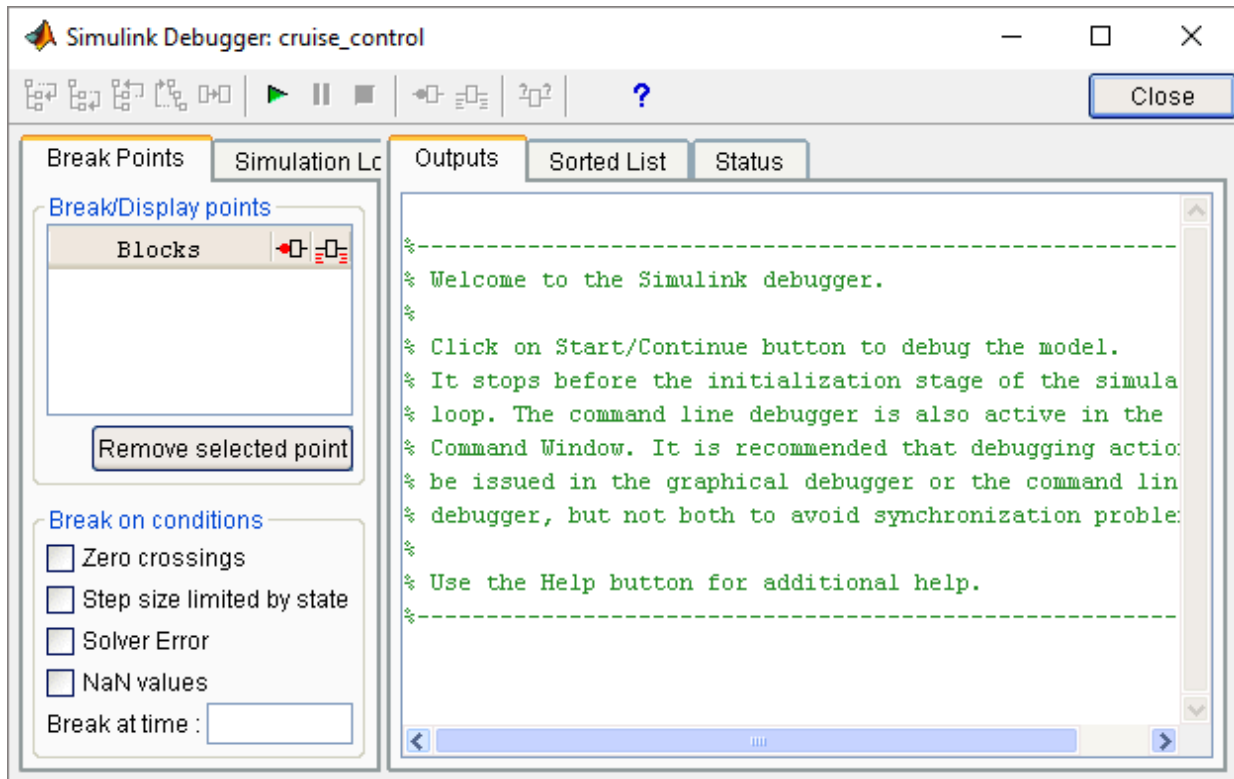 Simulink Debugger: cruise_control
Close
Break Points
Simulation Lo
Outputs
Sorted List
Status
Break/Display points
Blocks
Remove selected point
Break on conditions
Zero crossings
Step size limited by state
Solver Error
NaN values
Break at time :
%-------------------------------------------------------
% Welcome to the Simulink debugger.
%
% Click on Start/Continue button to debug the model.
% It stops before the initialization stage of the simula
% loop. The command line debugger is also active in the
% Command Window. It is recommended that debugging actio
% be issued in the graphical debugger or the command lin
% debugger, but not both to avoid synchronization proble
%
% Use the Help button for additional help.
%-------------------------------------------------------